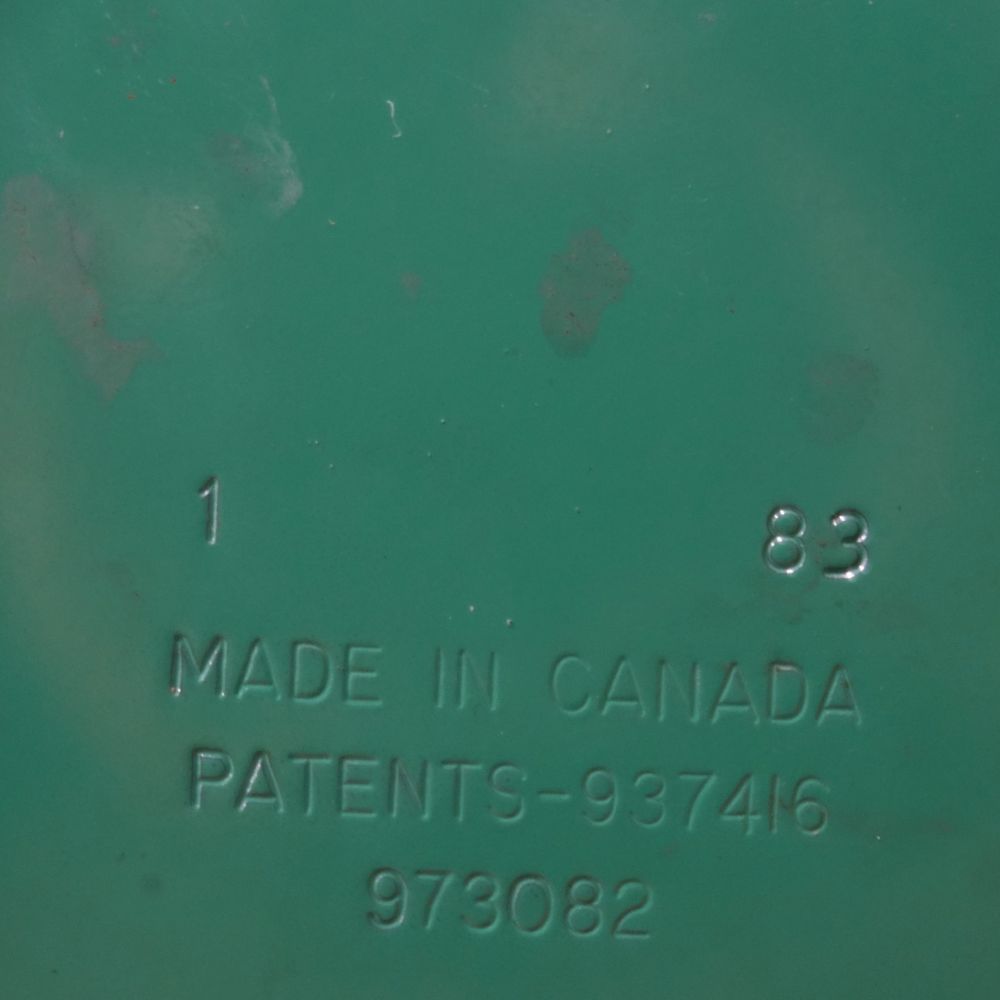 1 83
MADE IN CANADA
PATENTS-937416
973082